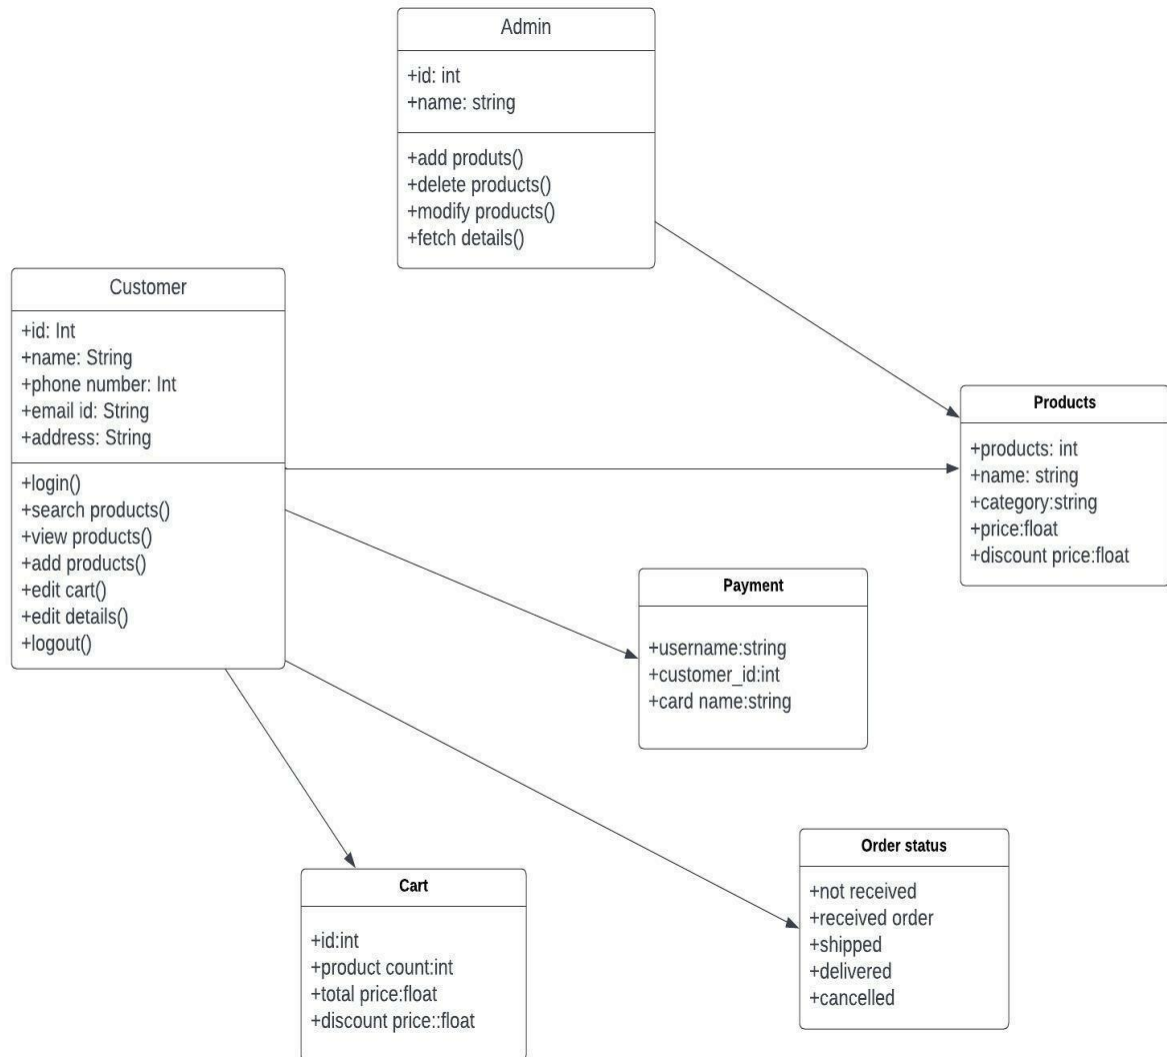 Admin
+id: int
+name: string
+add produts()
+delete products()
+modify products()
+fetch details()
Customer
+id: Int
+name: String
+phone number: Int
+email id: String
+address: String
+login()
+search products()
+view products()
+add products()
+edit cart()
+edit details()
+logout()
Products
+products: int
+name: string
+category:string
+price:float
+discount price:float
Payment
+username:string
+customer_id:int
+card name:string
Cart
+id:int
+product count:int
+total price:float
+discount price::float
Order status
+not received
+received order
+shipped
+delivered
+cancelled